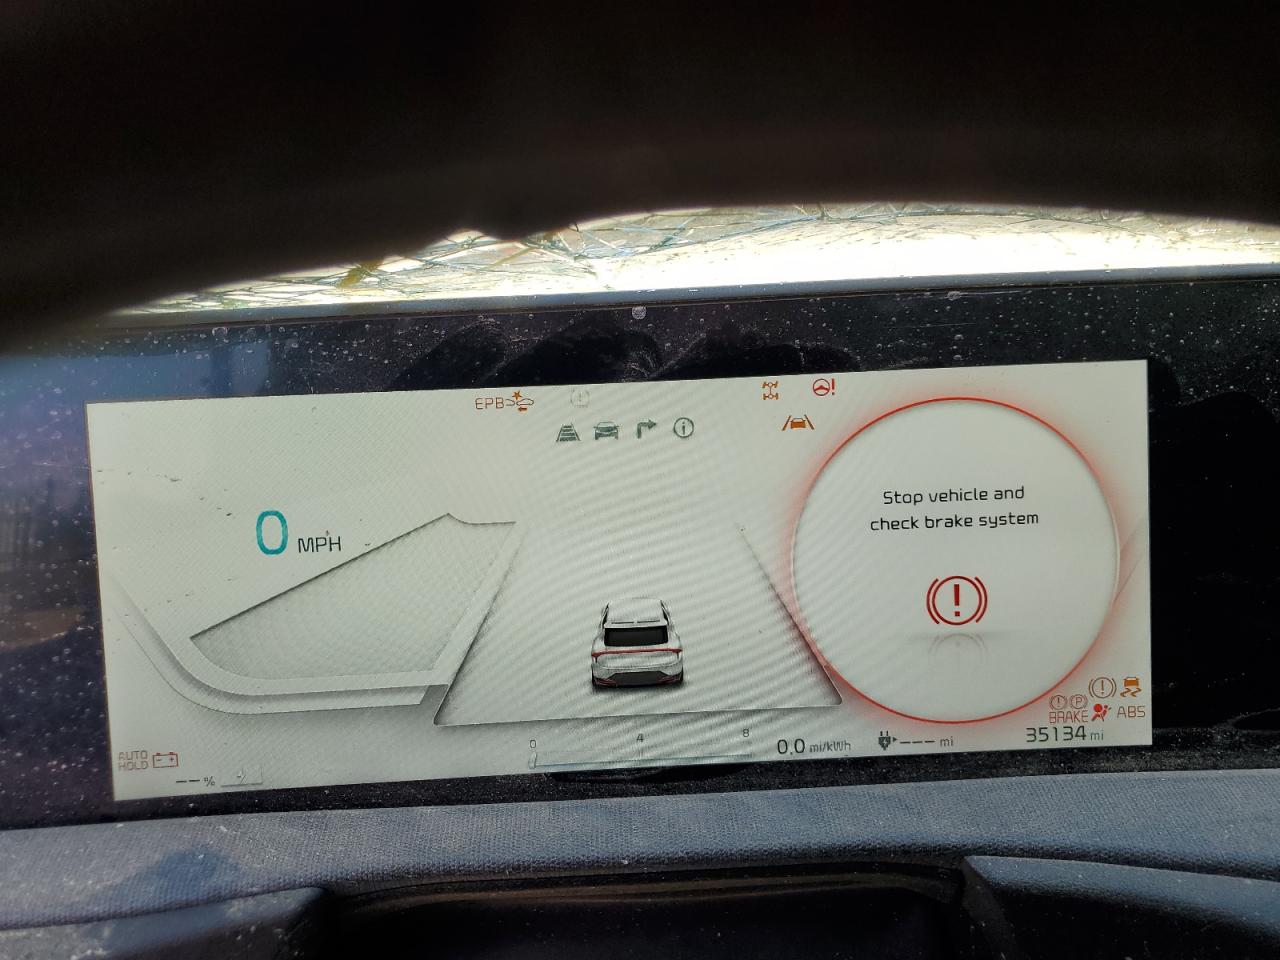 EPB
0 MPH
Stop vehicle and
check brake system
BRAKE
ABS
35134 mi
0 4 8
0.0 mi/kWh
--- mi
AUTO
HOLD
-- %